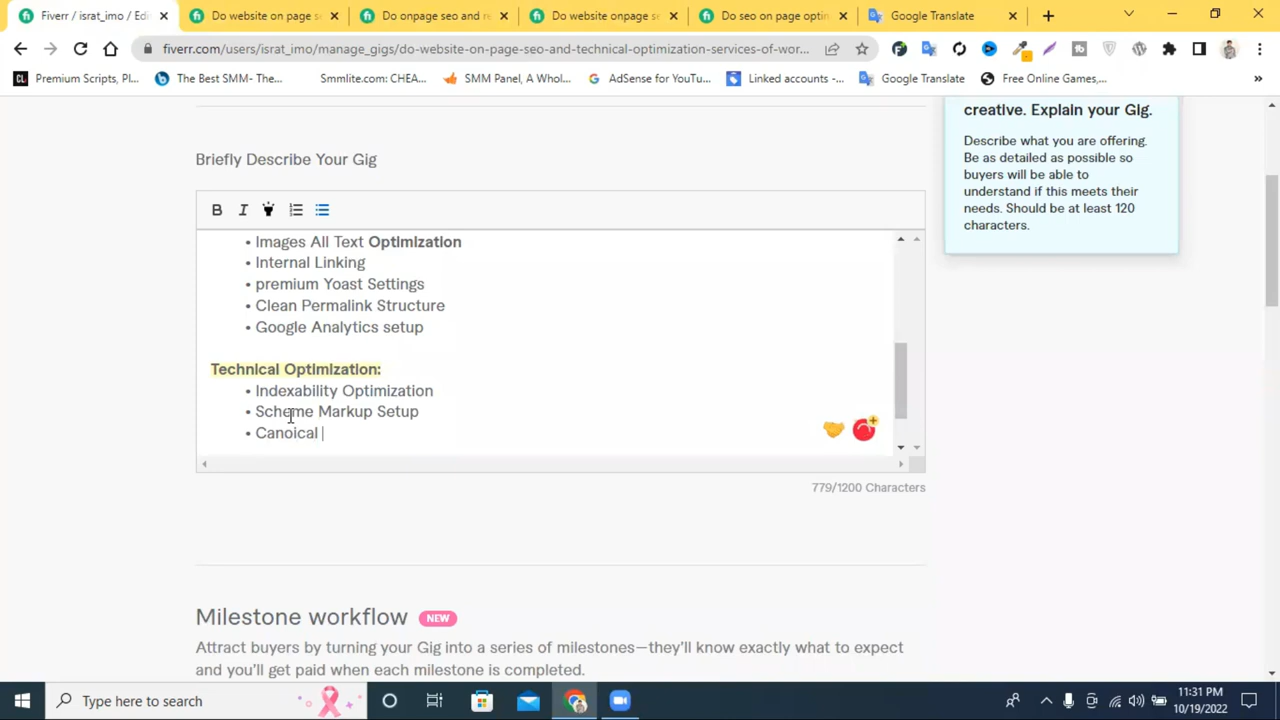 Fiverr / israt_imo / Edi
Do website on page s
Do onpage seo and re
Do website onpage se
Do seo on page optin
Google Translate
fiverr.com/users/israt_imo/manage_gigs/do-website-on-page-seo-and-technical-optimization-services-of-wor...
Premium Scripts, Pl...
The Best SMM- The...
Smmlite.com: CHEA...
SMM Panel, A Whol...
AdSense for YouTu...
Linked accounts -...
Google Translate
Free Online Games,...
creative. Explain your Gig.
Describe what you are offering.
Be as detailed as possible so
buyers will be able to
understand if this meets their
needs. Should be at least 120
characters.
Briefly Describe Your Gig
B I
• Images All Text Optimization
• Internal Linking
• premium Yoast Settings
• Clean Permalink Structure
• Google Analytics setup
Technical Optimization:
• Indexability Optimization
• Scheme Markup Setup
• Canoical
779/1200 Characters
Milestone workflow NEW
Attract buyers by turning your Gig into a series of milestones—they'll know exactly what to expect
and you'll get paid when each milestone is completed.
Type here to search
11:31 PM
10/19/2022